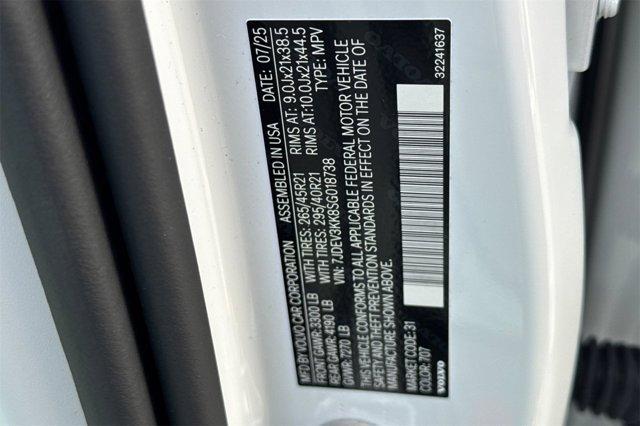 MFD BY VOLVO CAR CORPORATION ASSEMBLED IN USA DATE: 07/25
FRONT GAWR: 3300 LB WITH TIRES: 265/45R21 RIMS AT: 9.0Jx21x38.5
REAR GAWR: 4190 LB WITH TIRES: 295/40R21 RIMS AT: 10.0Jx21x44.5
GVWR: 7270 LB VIN: 7JDEV3KK8SG018738 TYPE: MPV
THIS VEHICLE CONFORMS TO ALL APPLICABLE FEDERAL MOTOR VEHICLE
SAFETY AND THEFT PREVENTION STANDARDS IN EFFECT ON THE DATE OF
MANUFACTURE SHOWN ABOVE.
MARKET CODE: 31
COLOR: 707
VOLVO 32241637